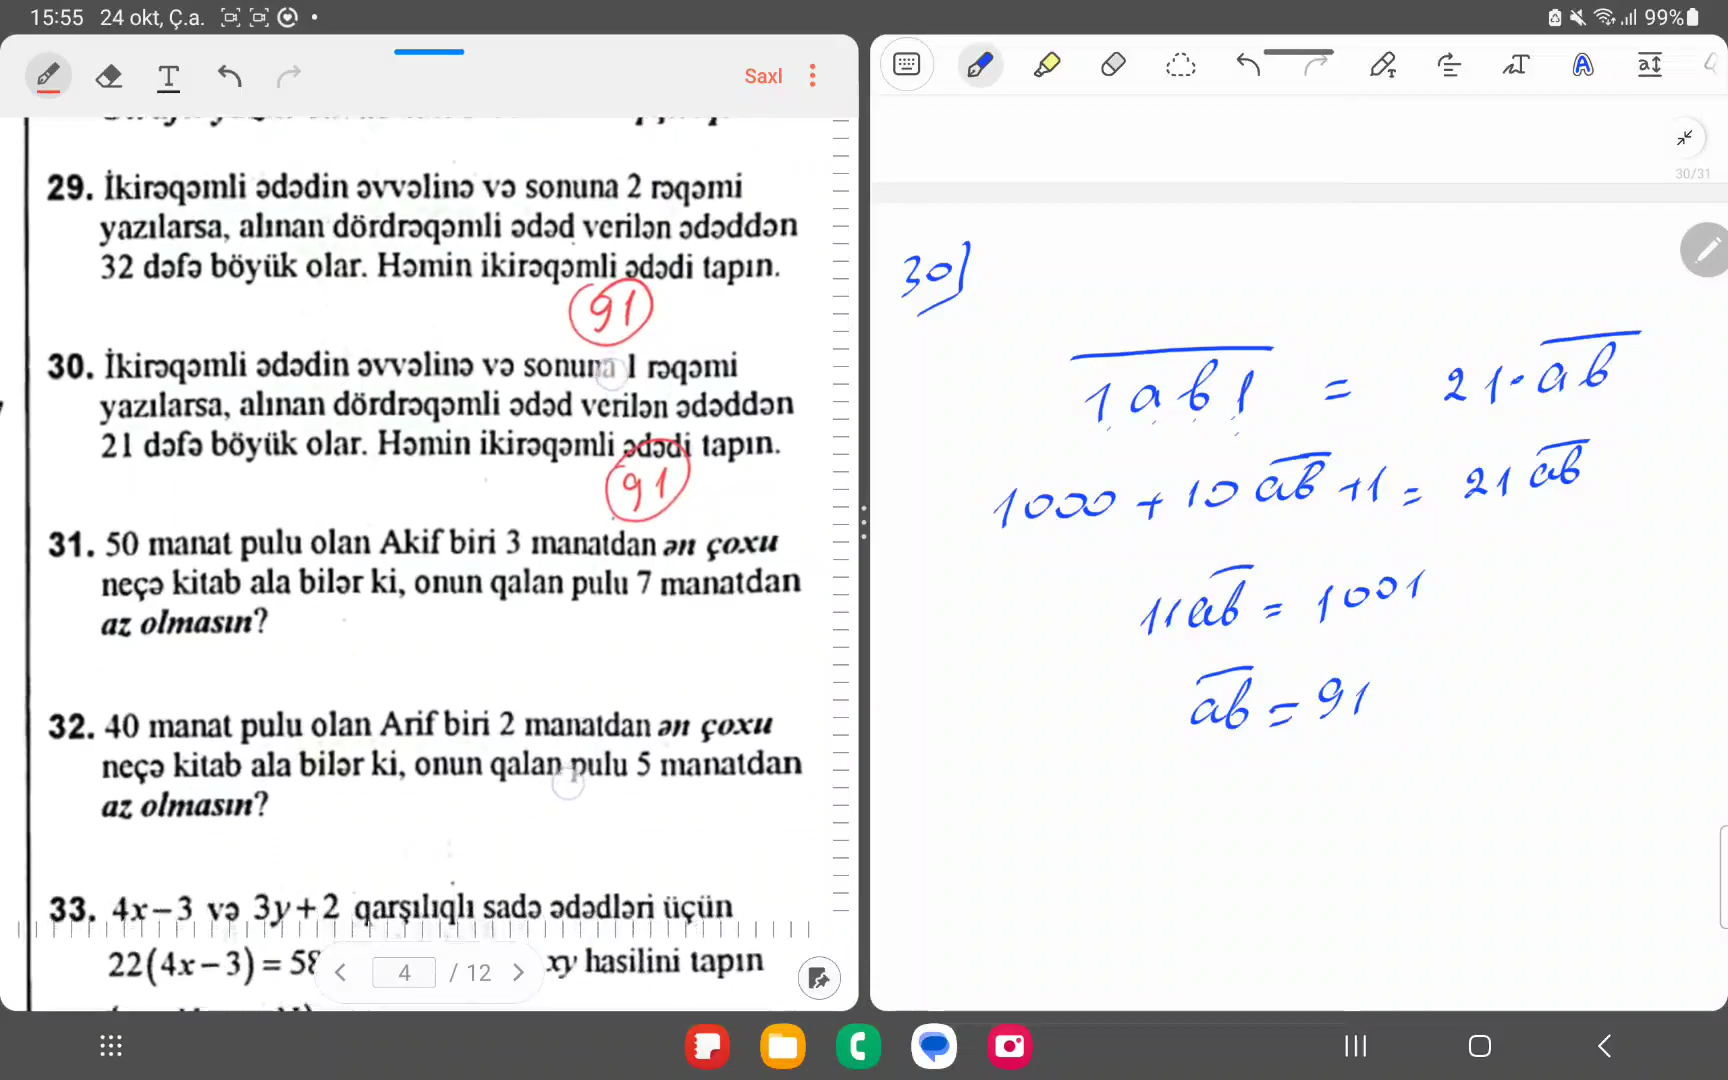 15:55 24 okt, Ç.a.
99%
Saxl
29. İkirəqəmli ədədin əvvəlinə və sonuna 2 rəqəmi
yazılarsa, alınan dördrəqəmli ədəd verilən ədəddən
32 dəfə böyük olar. Həmin ikirəqəmli ədədi tapın.
91
30. İkirəqəmli ədədin əvvəlinə və sonuna 1 rəqəmi
yazılarsa, alınan dördrəqəmli ədəd verilən ədəddən
21 dəfə böyük olar. Həmin ikirəqəmli ədədi tapın.
91
31. 50 manat pulu olan Akif biri 3 manatdan ən çoxu
neçə kitab ala bilər ki, onun qalan pulu 7 manatdan
az olmasın?
32. 40 manat pulu olan Arif biri 2 manatdan ən çoxu
neçə kitab ala bilər ki, onun qalan pulu 5 manatdan
az olmasın?
33. 4x−3 və 3y+2 qarşılıqlı sadə ədədləri üçün
22(4x−3)=58 xy hasilini tapın
4 / 12
30/31
30)
1ab1 = 21·ab
1000 + 10ab + 1 = 21ab
11ab = 1001
ab = 91